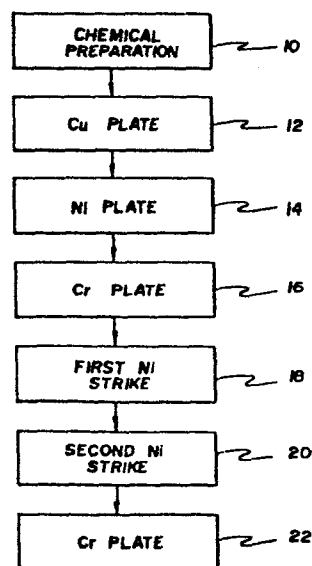 CHEMICAL
PREPARATION
10
Cu PLATE
12
Ni PLATE
14
Cr PLATE
16
FIRST Ni
STRIKE
18
SECOND Ni
STRIKE
20
Cr PLATE
22